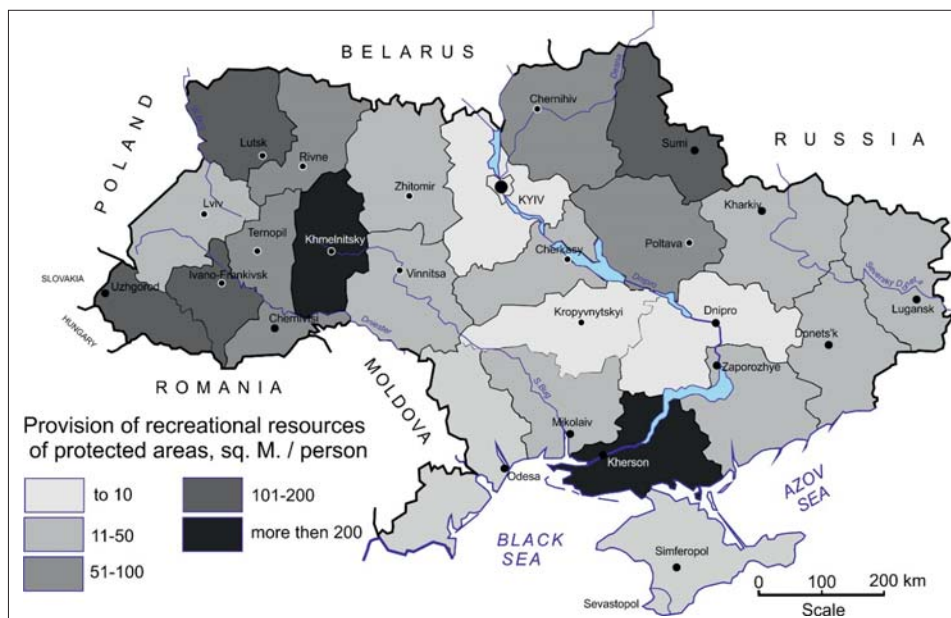 BELARUS
POLAND
RUSSIA
SLOVAKIA
HUNGARY
ROMANIA
MOLDOVA
BLACK
SEA
AZOV
SEA
Lutsk
Rivne
Zhitomir
Chernihiv
Desna
Sumi
KYIV
Lviv
Ternopil
Khmelnitsky
Vinnitsa
Cherkasy
Poltava
Kharkiv
Uzhgorod
Ivano-Frankivsk
Chernivtsi
Dniester
Kropyvnytskyi
Dnipro
Dnipro
Donets'k
Lugansk
Zaporozhye
S.Bug
Mikolaiv
Kherson
Odesa
Simferopol
Sevastopol
Provision of recreational resources
of protected areas, sq. M. / person
to 10
11-50
51-100
101-200
more then 200
0 100 200 km
Scale